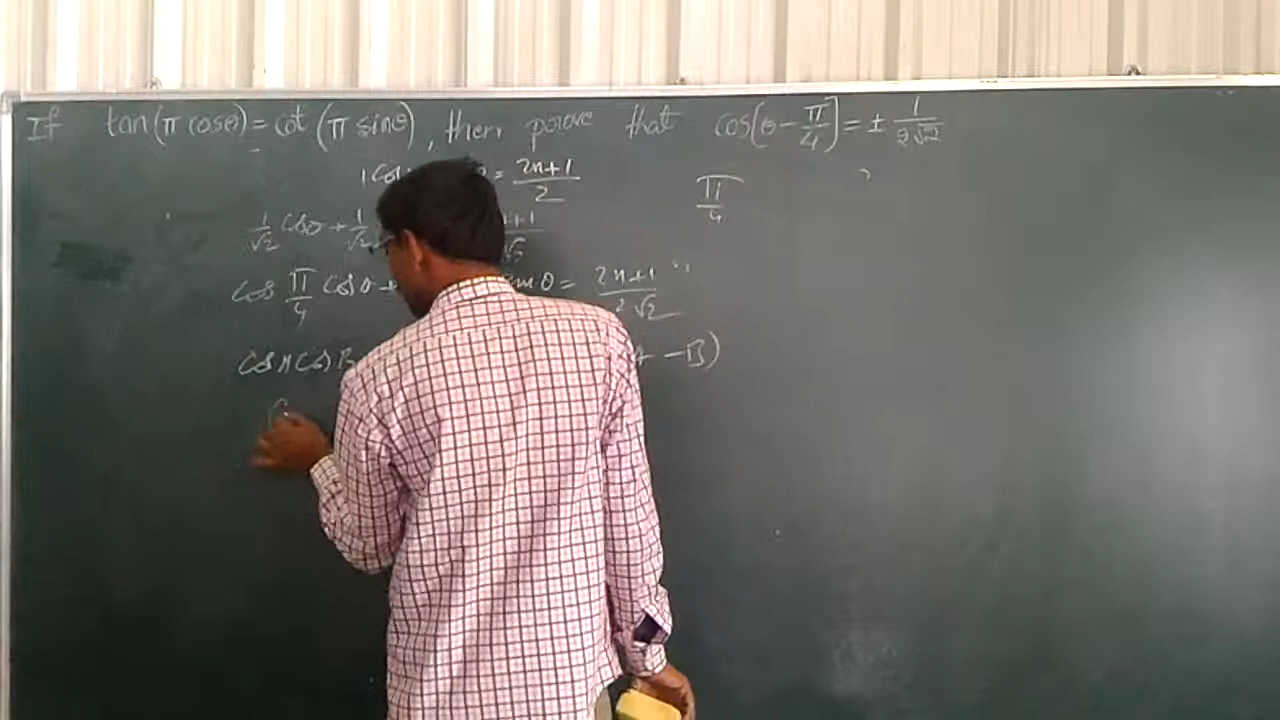 If tan(π cosθ) = cot (π sinθ), then prove that cos[θ - π/4] = ± 1/2√2
= 2n+1/2
π/4
1/√2 cosθ + 1/√2
cos π/4 cosθ + sin θ = 2n+1/2√2
cosA cosB - B)